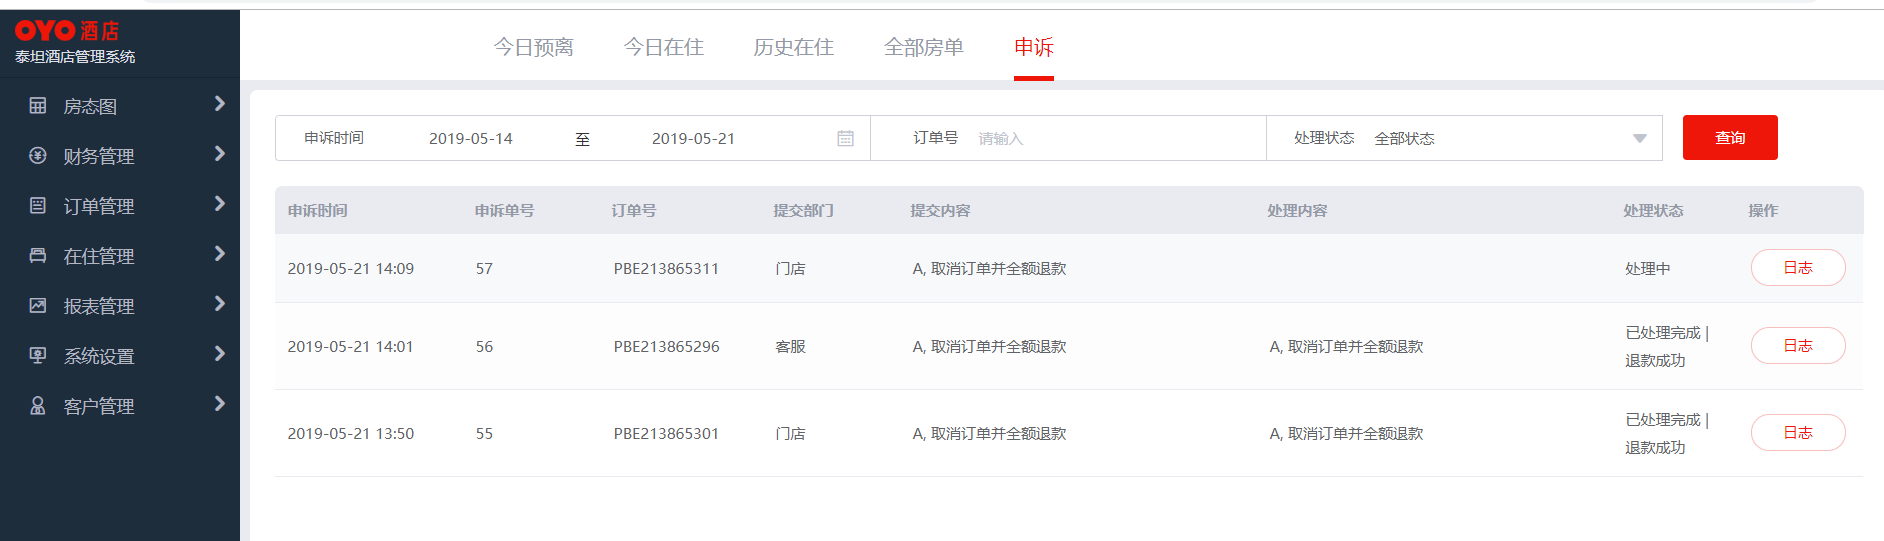 OYO 酒店
泰坦酒店管理系统
房态图
财务管理
订单管理
在住管理
报表管理
系统设置
客户管理
今日预离 今日在住 历史在住 全部房单 申诉
申诉时间 2019-05-14 至 2019-05-21 订单号 请输入 处理状态 全部状态 查询
申诉时间 申诉单号 订单号 提交部门 提交内容 处理内容 处理状态 操作
2019-05-21 14:09 57 PBE213865311 门店 A, 取消订单并全额退款 处理中 日志
2019-05-21 14:01 56 PBE213865296 客服 A, 取消订单并全额退款 A, 取消订单并全额退款 已处理完成 |
退款成功 日志
2019-05-21 13:50 55 PBE213865301 门店 A, 取消订单并全额退款 A, 取消订单并全额退款 已处理完成 |
退款成功 日志